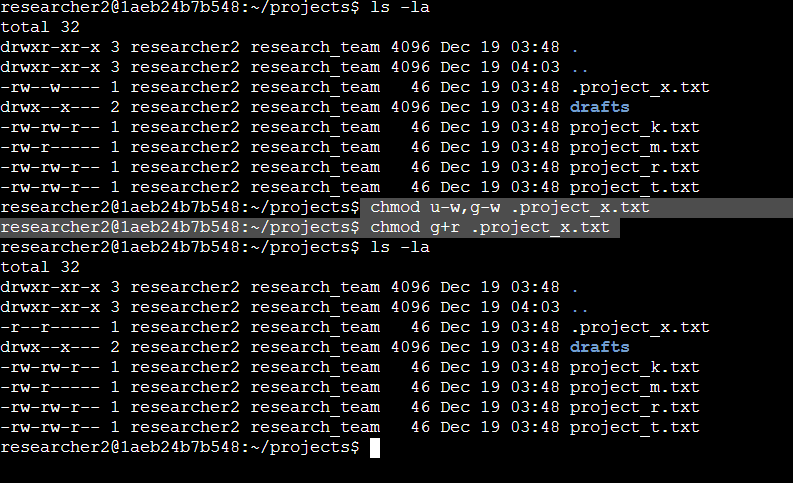 researcher2@1aeb24b7b548:~/projects$ ls -la
total 32
drwxr-xr-x 3 researcher2 research_team 4096 Dec 19 03:48 .
drwxr-xr-x 3 researcher2 research_team 4096 Dec 19 04:03 ..
-rw--w---- 1 researcher2 research_team   46 Dec 19 03:48 .project_x.txt
drwx--x--- 2 researcher2 research_team 4096 Dec 19 03:48 drafts
-rw-rw-r-- 1 researcher2 research_team   46 Dec 19 03:48 project_k.txt
-rw-r----- 1 researcher2 research_team   46 Dec 19 03:48 project_m.txt
-rw-rw-r-- 1 researcher2 research_team   46 Dec 19 03:48 project_r.txt
-rw-rw-r-- 1 researcher2 research_team   46 Dec 19 03:48 project_t.txt
researcher2@1aeb24b7b548:~/projects$ chmod u-w,g-w .project_x.txt
researcher2@1aeb24b7b548:~/projects$ chmod g+r .project_x.txt
researcher2@1aeb24b7b548:~/projects$ ls -la
total 32
drwxr-xr-x 3 researcher2 research_team 4096 Dec 19 03:48 .
drwxr-xr-x 3 researcher2 research_team 4096 Dec 19 04:03 ..
-r--r----- 1 researcher2 research_team   46 Dec 19 03:48 .project_x.txt
drwx--x--- 2 researcher2 research_team 4096 Dec 19 03:48 drafts
-rw-rw-r-- 1 researcher2 research_team   46 Dec 19 03:48 project_k.txt
-rw-r----- 1 researcher2 research_team   46 Dec 19 03:48 project_m.txt
-rw-rw-r-- 1 researcher2 research_team   46 Dec 19 03:48 project_r.txt
-rw-rw-r-- 1 researcher2 research_team   46 Dec 19 03:48 project_t.txt
researcher2@1aeb24b7b548:~/projects$